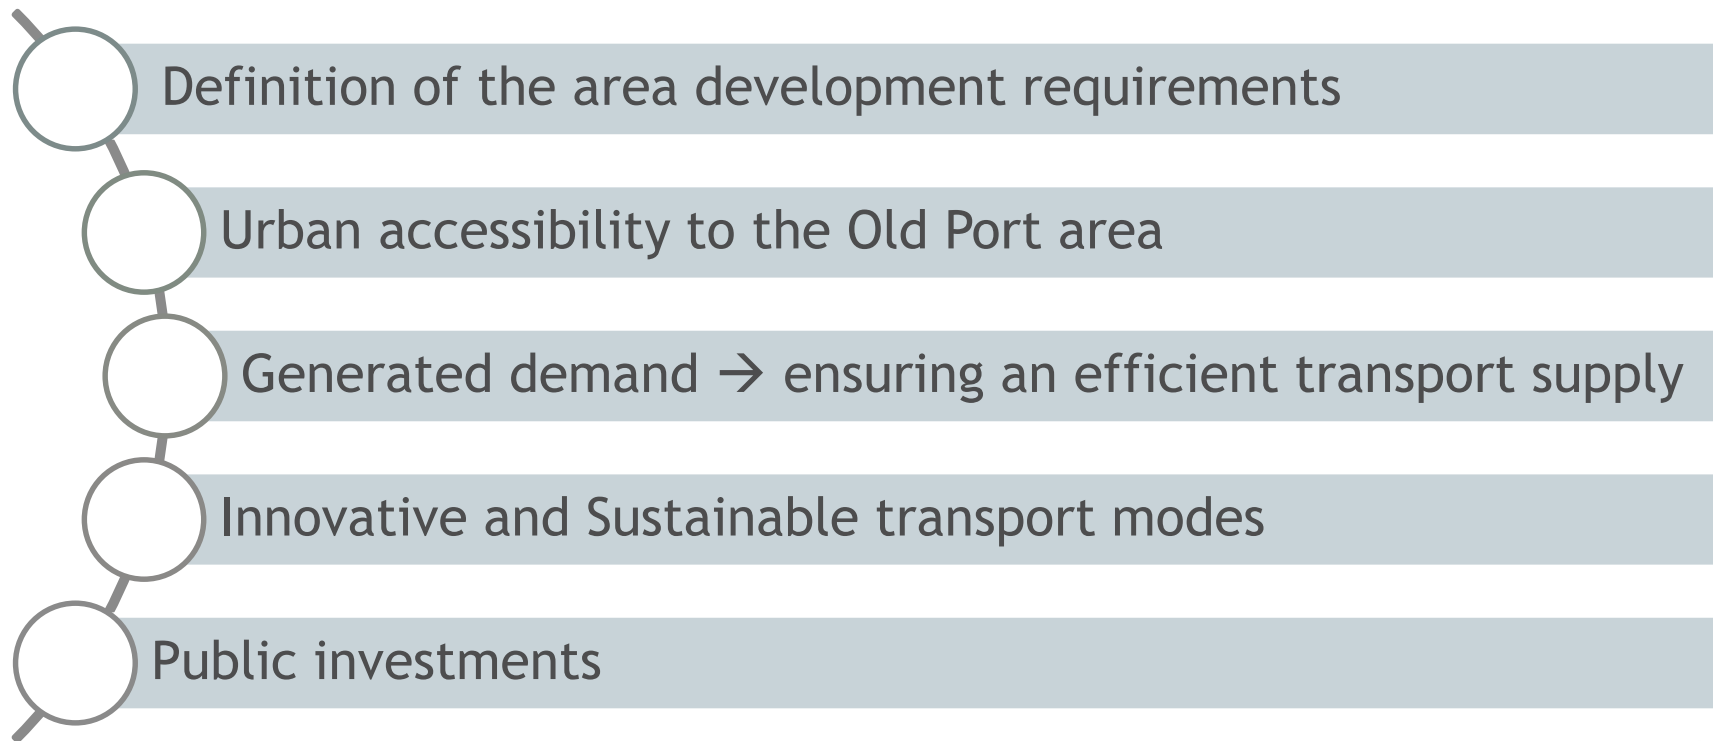 Definition of the area development requirements
Urban accessibility to the Old Port area
Generated demand → ensuring an efficient transport supply
Innovative and Sustainable transport modes
Public investments